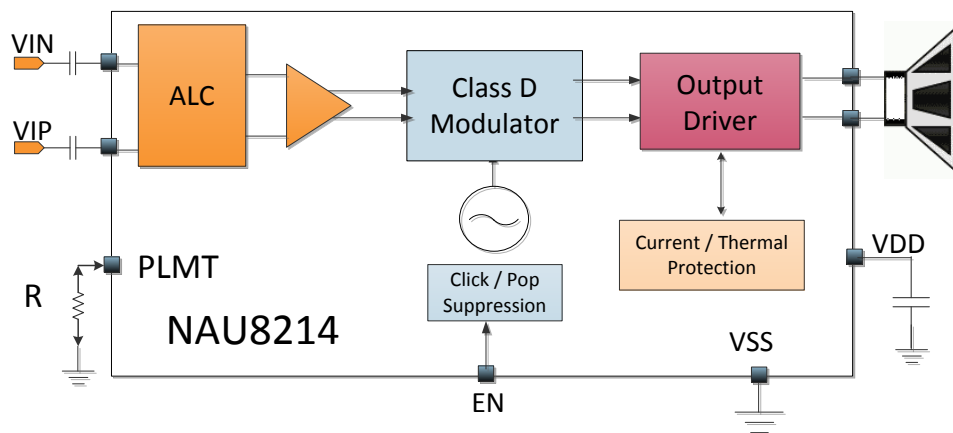 VIN
ALC
VIP
Class D
Modulator
Output
Driver
PLMT
R
Click / Pop
Suppression
Current / Thermal
Protection
VDD
NAU8214
EN
VSS